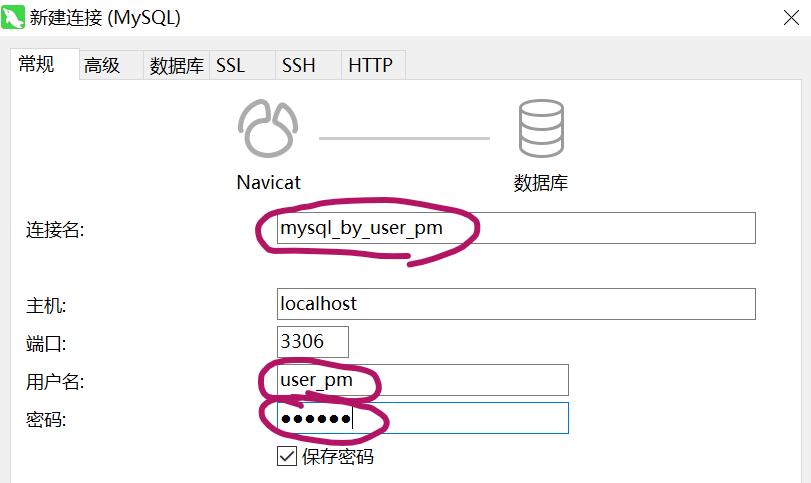 新建连接 (MySQL)
常规 高级 数据库 SSL SSH HTTP
Navicat 数据库
连接名: mysql_by_user_pm
主机: localhost
端口: 3306
用户名: user_pm
密码: ●●●●●●
保存密码